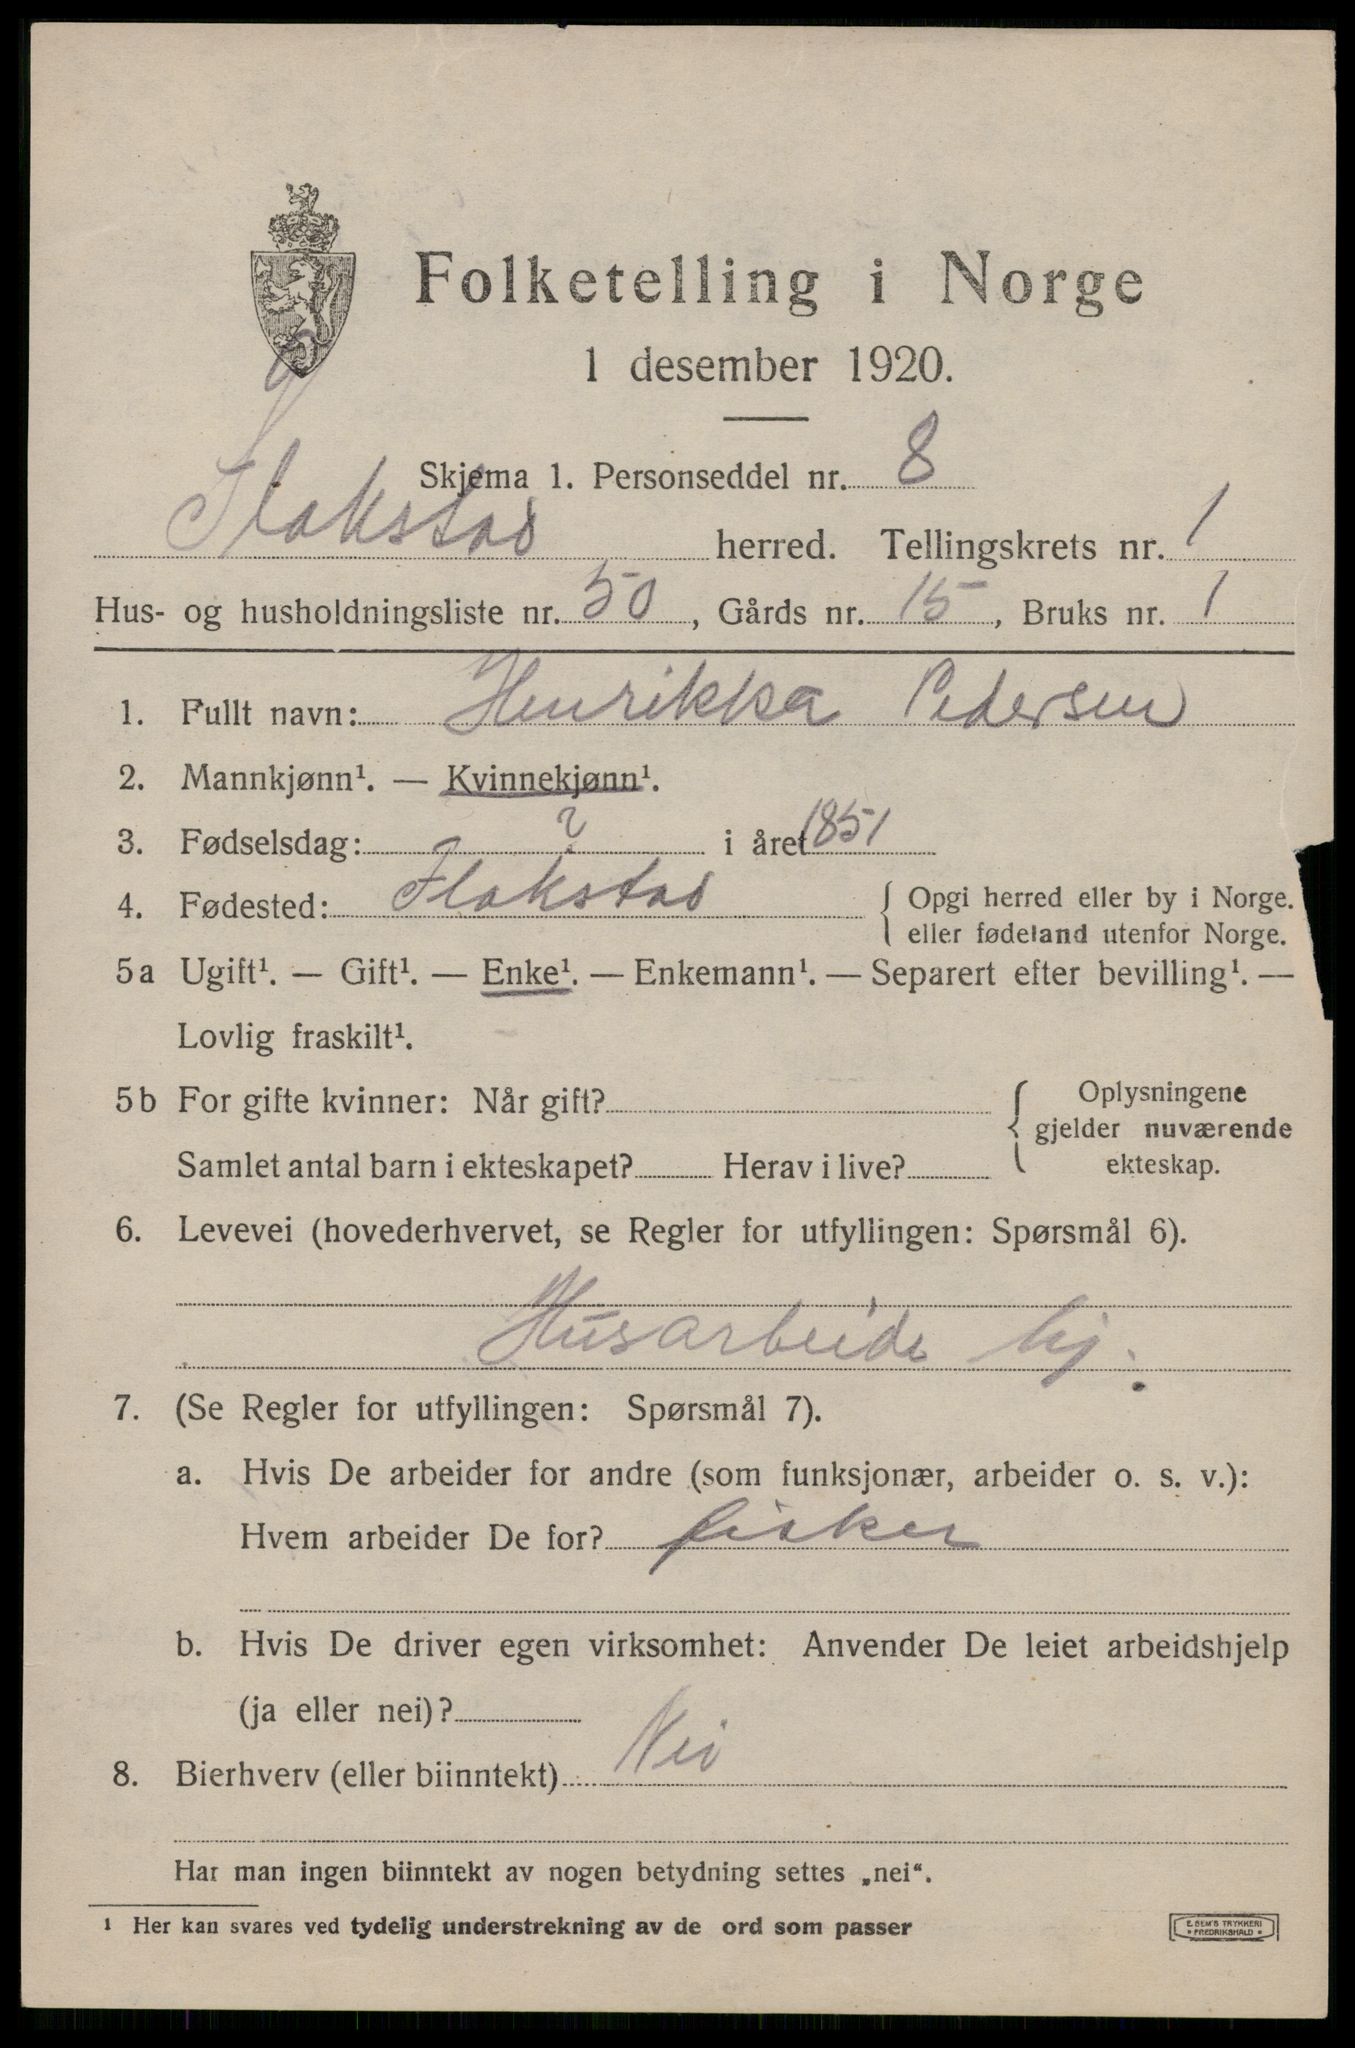 Folketelling i Norge
1 desember 1920.
Skjema 1. Personseddel nr. 8
Flakstad herred. Tellingskrets nr. 1
Hus- og husholdningsliste nr. 50, Gårds nr. 15, Bruks nr. 1
1. Fullt navn: Henrikka Pedersen
2. Mannkjønn¹. — Kvinnekjønn¹.
3. Fødselsdag: ? i året 1851
4. Fødested: Flakstad { Opgi herred eller by i Norge.
eller fødeland utenfor Norge.
5a Ugift¹. — Gift¹. — Enke¹. — Enkemann¹. — Separert efter bevilling¹. —
Lovlig fraskilt¹.
5b For gifte kvinner: Når gift? { Oplysningene
gjelder nuværende
Samlet antal barn i ekteskapet? Herav i live? ekteskap.
6. Levevei (hovederhvervet, se Regler for utfyllingen: Spørsmål 6).
Husarbeide hj.
7. (Se Regler for utfyllingen: Spørsmål 7).
a. Hvis De arbeider for andre (som funksjonær, arbeider o. s. v.):
Hvem arbeider De for? fisker
b. Hvis De driver egen virksomhet: Anvender De leiet arbeidshjelp
(ja eller nei)?
8. Bierhverv (eller biinntekt) Nei
Har man ingen biinntekt av nogen betydning settes „nei“.
¹ Her kan svares ved tydelig understrekning av de ord som passer
E. SEM'S TRYKKERI
* FREDRIKSHALD *